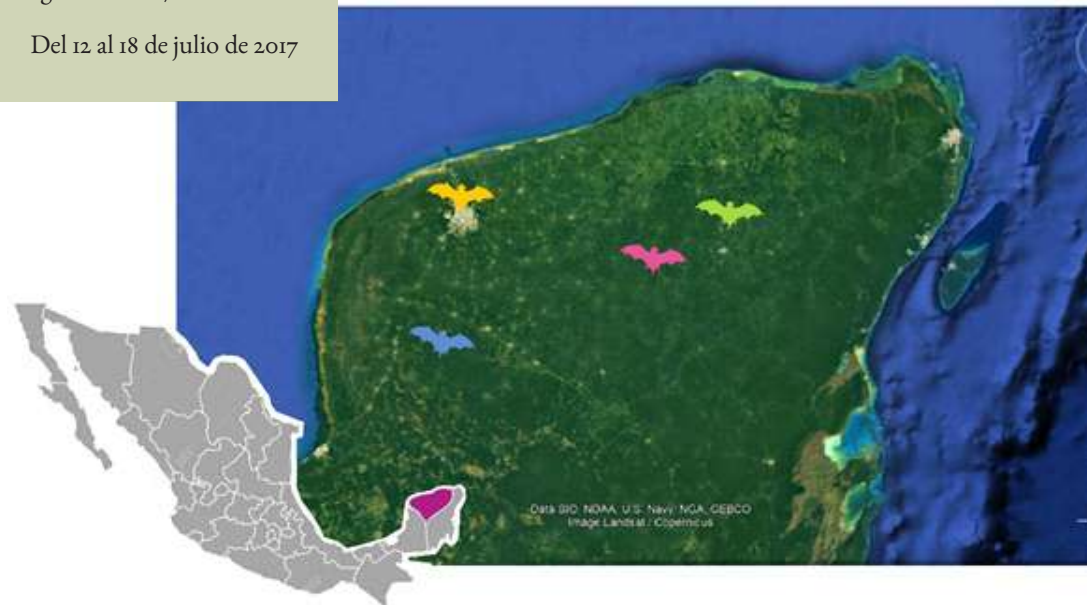 Del 12 al 18 de julio de 2017
Data SIO, NOAA, U.S. Navy, NGA, GEBCO
Image Landsat / Copernicus